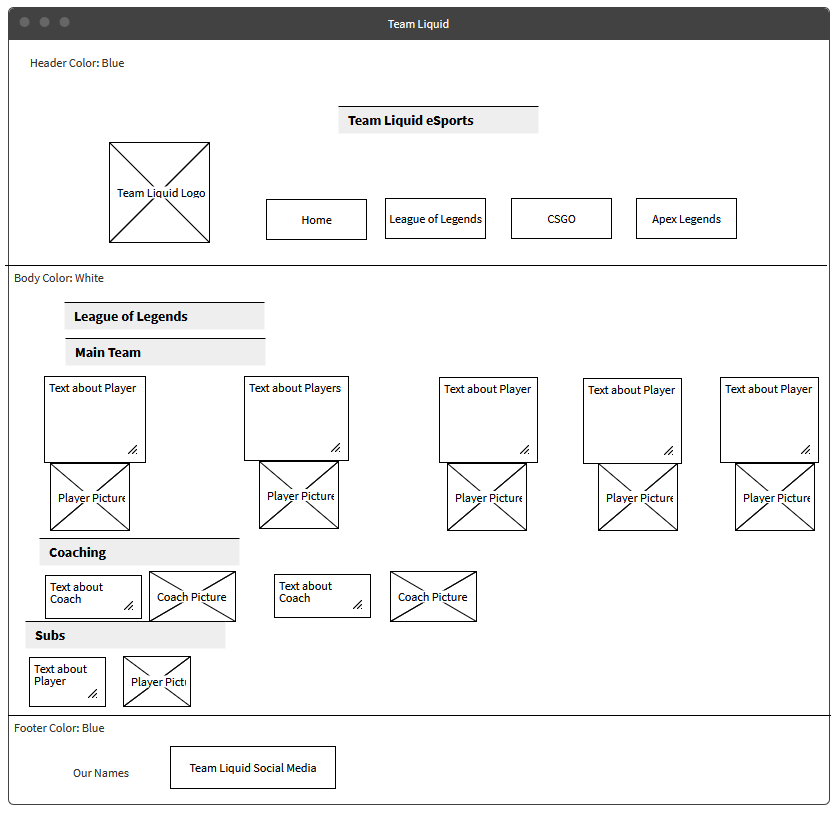 Team Liquid
Header Color: Blue
Team Liquid eSports
Team Liquid Logo
Home
League of Legends
CSGO
Apex Legends
Body Color: White
League of Legends
Main Team
Text about Player
Text about Players
Text about Player
Text about Player
Text about Player
Player Picture
Player Picture
Player Picture
Player Picture
Player Picture
Coaching
Text about
Coach
Coach Picture
Text about
Coach
Coach Picture
Subs
Text about
Player
Player Pictu
Footer Color: Blue
Our Names
Team Liquid Social Media